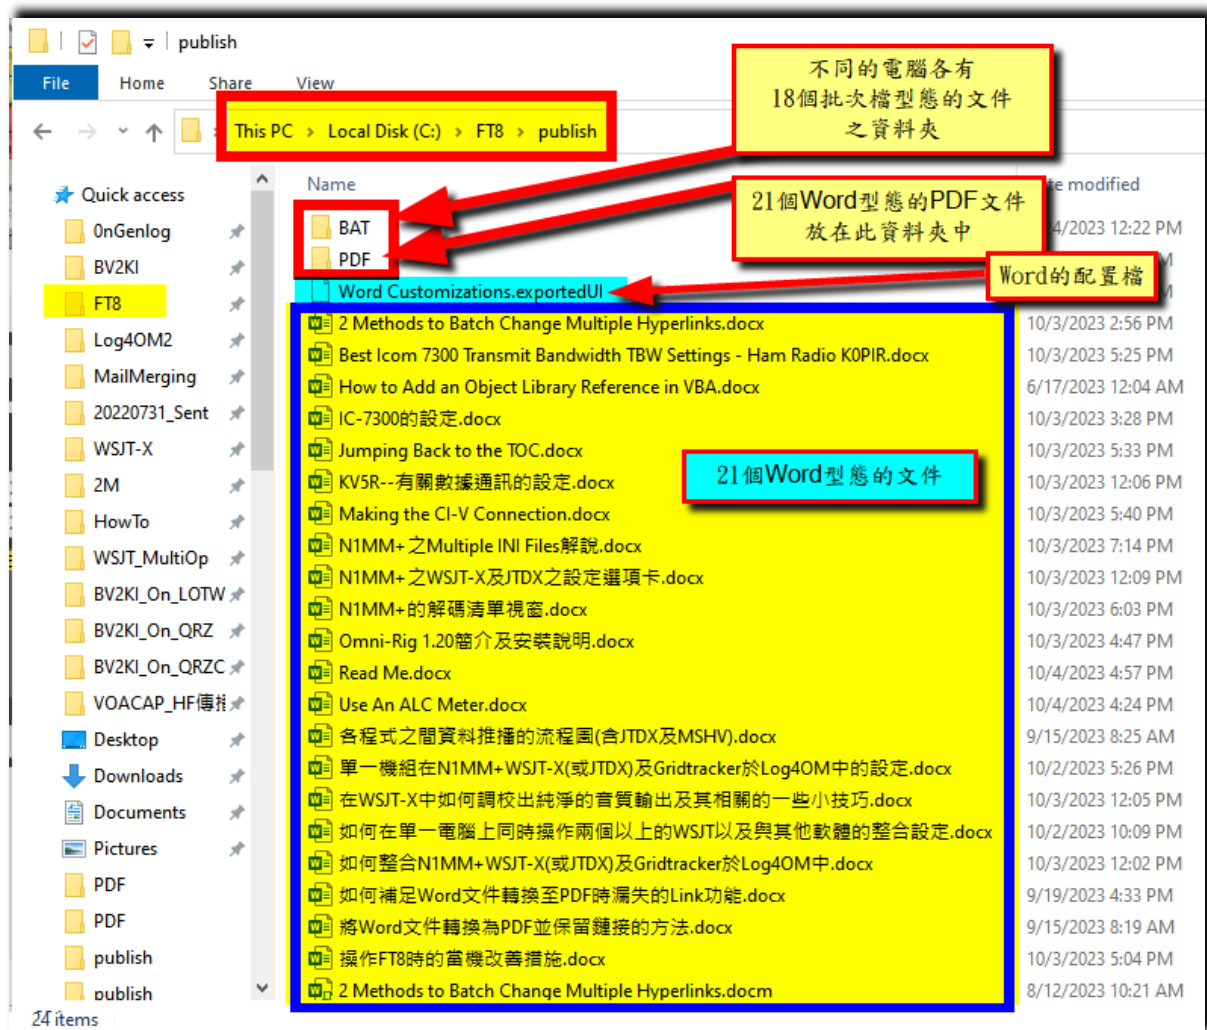 publish
File Home Share View
不同的電腦各有
18個批次檔型態的文件
之資料夾
This PC > Local Disk (C:) > FT8 > publish
Name
te modified
Quick access
0nGenlog
BV2KI
FT8
Log4OM2
MailMerging
20220731_Sent
WSJT-X
2M
HowTo
WSJT_MultiOp
BV2KI_On_LOTW
BV2KI_On_QRZ
BV2KI_On_QRZC
VOACAP_HF傳播
Desktop
Downloads
Documents
Pictures
PDF
PDF
publish
publish
21個Word型態的PDF文件
放在此資料夾中
Word的配置檔
BAT 4/2023 12:22 PM
PDF M
Word Customizations.exportedUI M
2 Methods to Batch Change Multiple Hyperlinks.docx 10/3/2023 2:56 PM
Best Icom 7300 Transmit Bandwidth TBW Settings - Ham Radio K0PIR.docx 10/3/2023 5:25 PM
How to Add an Object Library Reference in VBA.docx 6/17/2023 12:04 AM
IC-7300的設定.docx 10/3/2023 3:28 PM
Jumping Back to the TOC.docx 10/3/2023 5:33 PM
KV5R--有關數據通訊的設定.docx 10/3/2023 12:06 PM
21個Word型態的文件
Making the CI-V Connection.docx 10/3/2023 5:40 PM
N1MM+之Multiple INI Files解說.docx 10/3/2023 7:14 PM
N1MM+之WSJT-X及JTDX之設定選項卡.docx 10/3/2023 12:09 PM
N1MM+的解碼清單視窗.docx 10/3/2023 6:03 PM
Omni-Rig 1.20簡介及安裝說明.docx 10/3/2023 4:47 PM
Read Me.docx 10/4/2023 4:57 PM
Use An ALC Meter.docx 10/4/2023 4:24 PM
各程式之間資料推播的流程圖(含JTDX及MSHV).docx 9/15/2023 8:25 AM
單一機組在N1MM+WSJT-X(或JTDX)及Gridtracker於Log4OM中的設定.docx 10/2/2023 5:26 PM
在WSJT-X中如何調校出純淨的音質輸出及其相關的一些小技巧.docx 10/3/2023 12:05 PM
如何在單一電腦上同時操作兩個以上的WSJT以及與其他軟體的整合設定.docx 10/2/2023 10:09 PM
如何整合N1MM+WSJT-X(或JTDX)及Gridtracker於Log4OM中.docx 10/3/2023 12:02 PM
如何補足Word文件轉換至PDF時漏失的Link功能.docx 9/19/2023 4:33 PM
將Word文件轉換為PDF並保留鏈接的方法.docx 9/15/2023 8:19 AM
操作FT8時的當機改善措施.docx 10/3/2023 5:04 PM
2 Methods to Batch Change Multiple Hyperlinks.docm 8/12/2023 10:21 AM
24 items